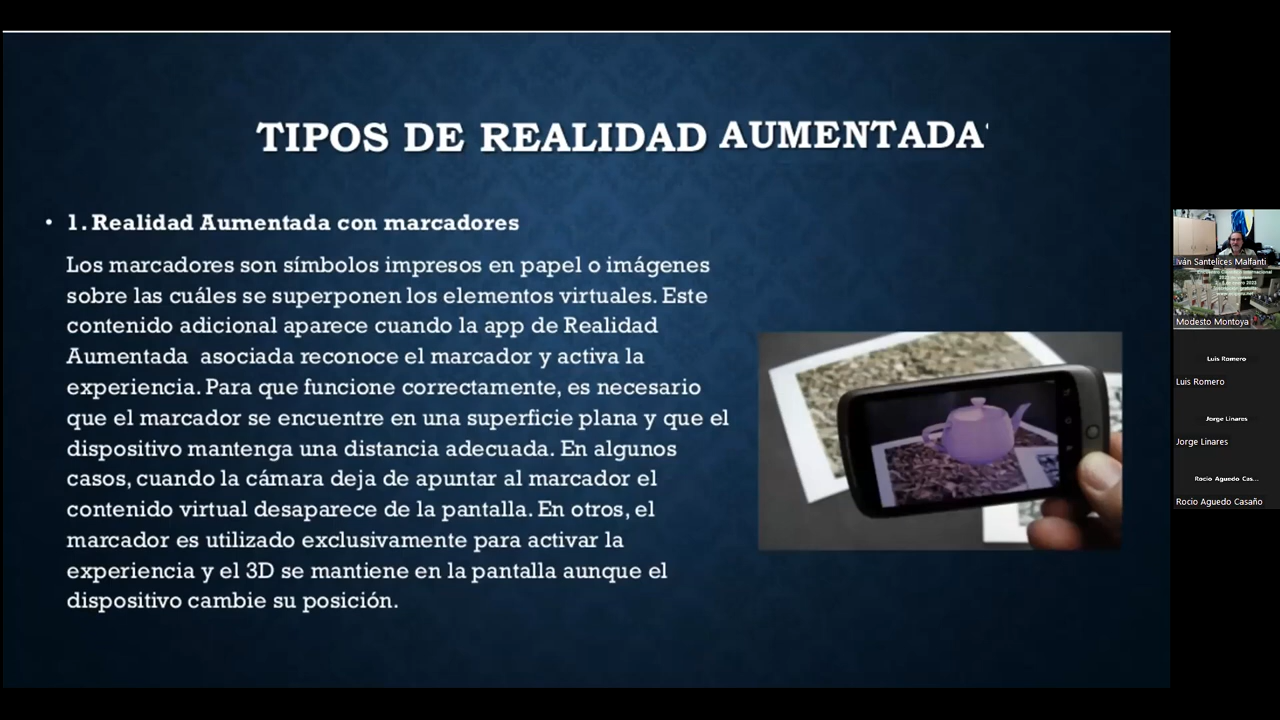 TIPOS DE REALIDAD AUMENTADA
• 1. Realidad Aumentada con marcadores
Los marcadores son símbolos impresos en papel o imágenes
sobre las cuáles se superponen los elementos virtuales. Este
contenido adicional aparece cuando la app de Realidad
Aumentada asociada reconoce el marcador y activa la
experiencia. Para que funcione correctamente, es necesario
que el marcador se encuentre en una superficie plana y que el
dispositivo mantenga una distancia adecuada. En algunos
casos, cuando la cámara deja de apuntar al marcador el
contenido virtual desaparece de la pantalla. En otros, el
marcador es utilizado exclusivamente para activar la
experiencia y el 3D se mantiene en la pantalla aunque el
dispositivo cambie su posición.
Iván Santelices Malfanti
Modesto Montoya
Luis Romero
Luis Romero
Jorge Linares
Jorge Linares
Rocio Aguedo Cas...
Rocio Aguedo Casaño